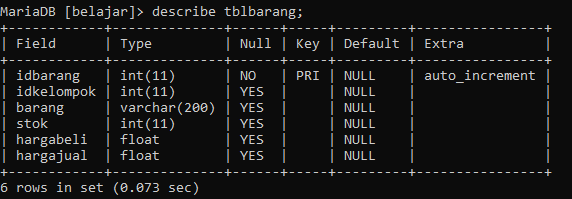 MariaDB [belajar]> describe tblbarang;
+------------+--------------+------+-----+---------+----------------+
| Field      | Type         | Null | Key | Default | Extra          |
+------------+--------------+------+-----+---------+----------------+
| idbarang   | int(11)      | NO   | PRI | NULL    | auto_increment |
| idkelompok | int(11)      | YES  |     | NULL    |                |
| barang     | varchar(200) | YES  |     | NULL    |                |
| stok       | int(11)      | YES  |     | NULL    |                |
| hargabeli  | float        | YES  |     | NULL    |                |
| hargajual  | float        | YES  |     | NULL    |                |
+------------+--------------+------+-----+---------+----------------+
6 rows in set (0.073 sec)